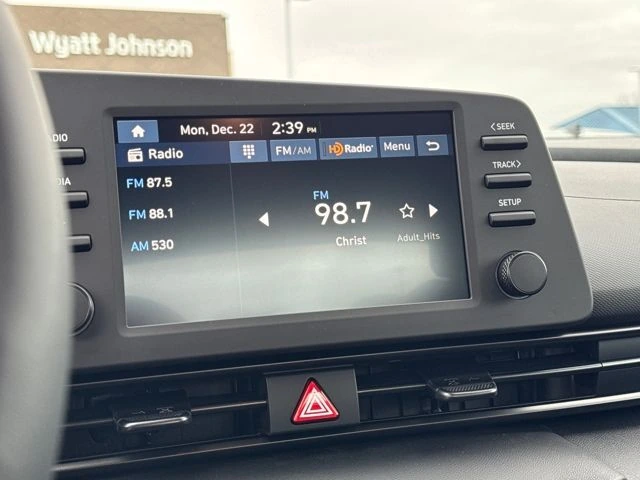 Wyatt Johnson
Mon, Dec. 22 2:39 PM
Radio FM/AM HD Radio Menu
FM 87.5
FM 88.1
AM 530
FM
98.7
Christ Adult_Hits
<SEEK
TRACK>
SETUP
ADIO
DIA